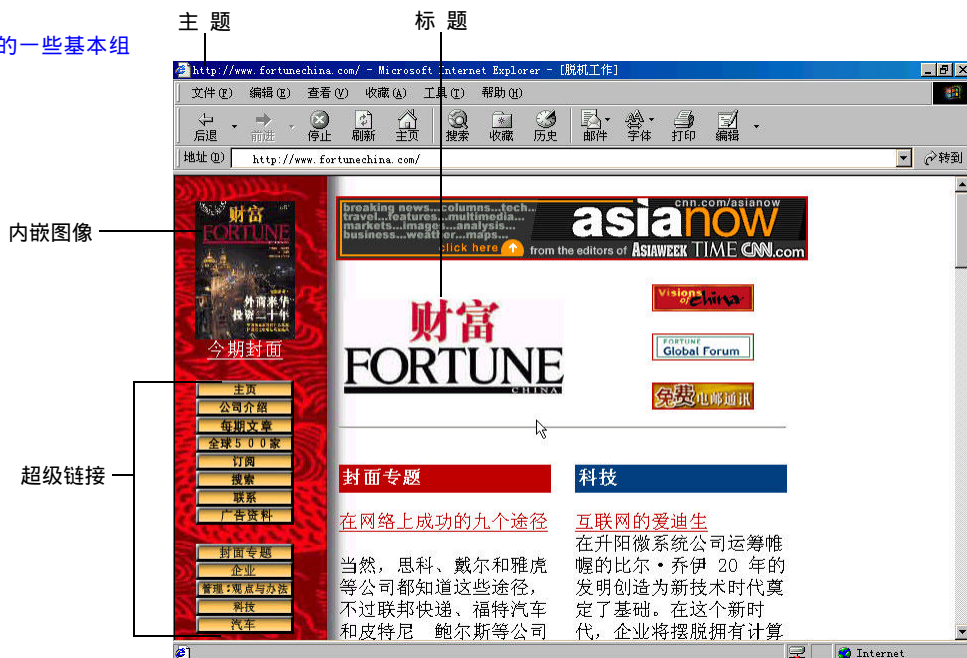 主 题
标 题
的一些基本组
http://www.fortunechina.com/ - Microsoft Internet Explorer - [脱机工作]
文件(F) 编辑(E) 查看(V) 收藏(A) 工具(T) 帮助(H)
后退 前进 停止 刷新 主页 搜索 收藏 历史 邮件 字体 打印 编辑
地址(D) http://www.fortunechina.com/ 转到
内嵌图像
财富
FORTUNE
外商来华
投资二十年
今期封面
breaking news...columns...tech...
travel...features...multimedia...
markets...images...analysis...
business...weather...maps...
click here
cnn.com/asianow
asianow
from the editors of ASIAWEEK TIME CNN.com
财富
FORTUNE
CHINA
Visions of China
FORTUNE
Global Forum
免费电邮通讯
超级链接
主页
公司介绍
每期文章
全球500家
订阅
搜索
联系
广告资料
封面专题
企业
管理:观点与办法
科技
汽车
封面专题
在网络上成功的九个途径
当然，思科、戴尔和雅虎
等公司都知道这些途径，
不过联邦快递、福特汽车
和皮特尼 鲍尔斯等公司
科技
互联网的爱迪生
在升阳微系统公司运筹帷
幄的比尔·乔伊 20 年的
发明创造为新技术时代奠
定了基础。在这个新时
代，企业将摆脱拥有计算
Internet